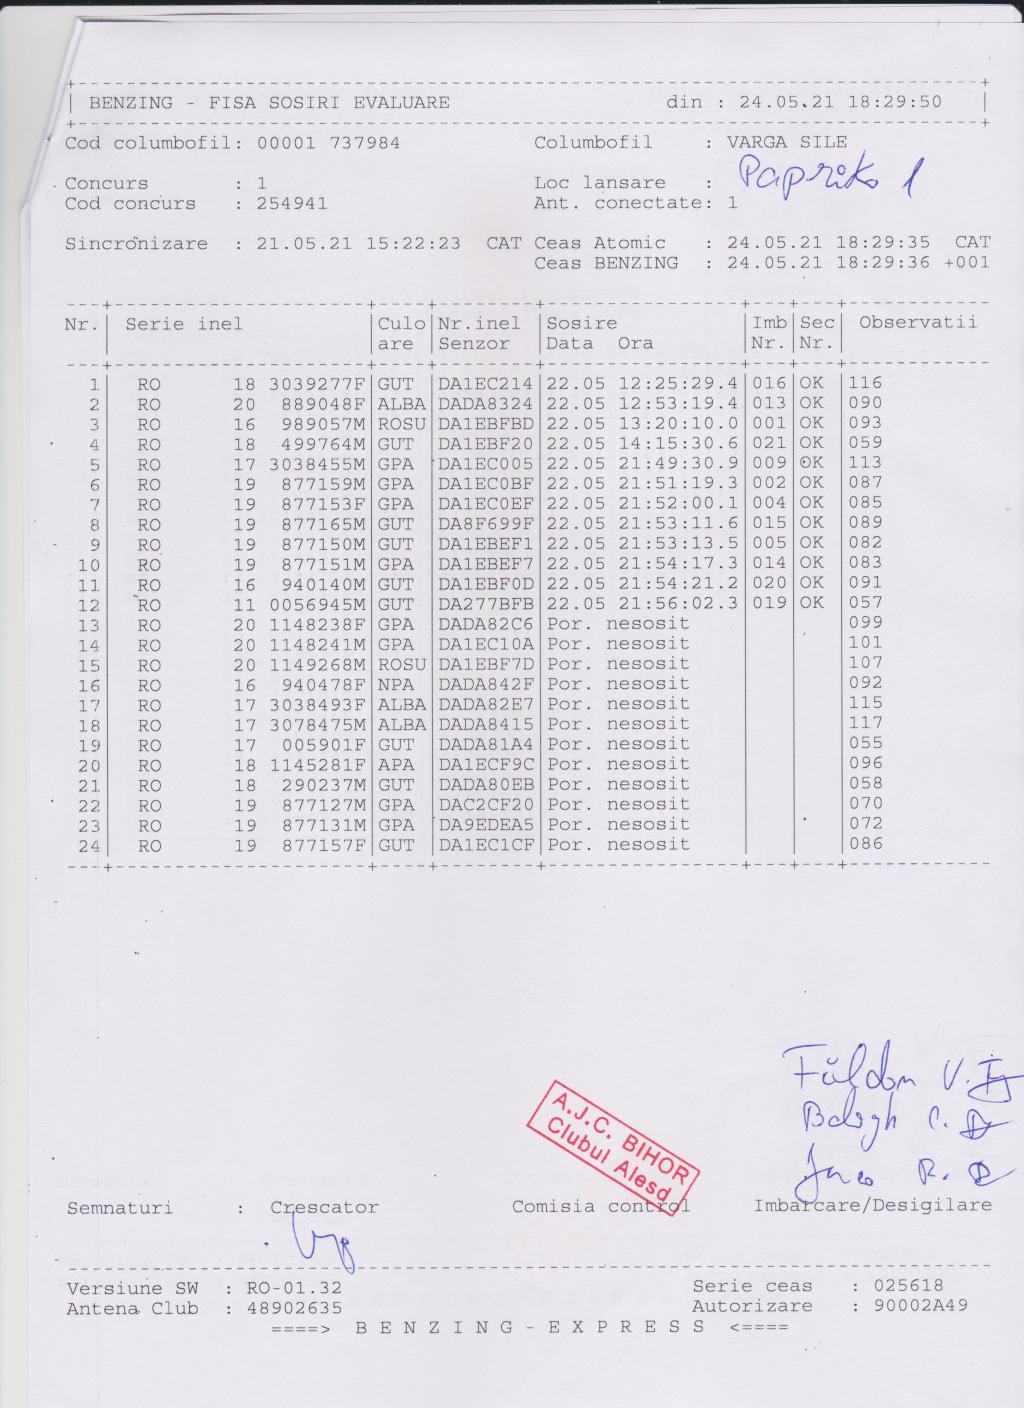 BENZING - FISA SOSIRI EVALUARE din : 24.05.21 18:29:50
Cod columbofil: 00001 737984 Columbofil : VARGA SILE
Concurs : 1 Loc lansare : Papriko 1
Cod concurs : 254941 Ant. conectate: 1
Sincronizare : 21.05.21 15:22:23 CAT Ceas Atomic : 24.05.21 18:29:35 CAT
Ceas BENZING : 24.05.21 18:29:36 +001
Nr. Serie inel Culo Nr.inel Sosire Imb Sec Observatii
are Senzor Data Ora Nr. Nr.
1 RO 18 3039277F GUT DA1EC214 22.05 12:25:29.4 016 OK 116
2 RO 20 889048F ALBA DADA8324 22.05 12:53:19.4 013 OK 090
3 RO 16 989057M ROSU DA1EBFBD 22.05 13:20:10.0 001 OK 093
4 RO 18 499764M GUT DA1EBF20 22.05 14:15:30.6 021 OK 059
5 RO 17 3038455M GPA DA1EC005 22.05 21:49:30.9 009 OK 113
6 RO 19 877159M GPA DA1EC0BF 22.05 21:51:19.3 002 OK 087
7 RO 19 877153F GPA DA1EC0EF 22.05 21:52:00.1 004 OK 085
8 RO 19 877165M GUT DA8F699F 22.05 21:53:11.6 015 OK 089
9 RO 19 877150M GUT DA1EBEF1 22.05 21:53:13.5 005 OK 082
10 RO 19 877151M GPA DA1EBEF7 22.05 21:54:17.3 014 OK 083
11 RO 16 940140M GUT DA1EBF0D 22.05 21:54:21.2 020 OK 091
12 RO 11 0056945M GUT DA277BFB 22.05 21:56:02.3 019 OK 057
13 RO 20 1148238F GPA DADA82C6 Por. nesosit 099
14 RO 20 1148241M GPA DA1EC10A Por. nesosit 101
15 RO 20 1149268M ROSU DA1EBF7D Por. nesosit 107
16 RO 16 940478F NPA DADA842F Por. nesosit 092
17 RO 17 3038493F ALBA DADA82E7 Por. nesosit 115
18 RO 17 3078475M ALBA DADA8415 Por. nesosit 117
19 RO 17 005901F GUT DADA81A4 Por. nesosit 055
20 RO 18 1145281F APA DA1ECF9C Por. nesosit 096
21 RO 18 290237M GUT DADA80EB Por. nesosit 058
22 RO 19 877127M GPA DAC2CF20 Por. nesosit 070
23 RO 19 877131M GPA DA9EDEA5 Por. nesosit 072
24 RO 19 877157F GUT DA1EC1CF Por. nesosit 086
A.J.C. BIHOR
Clubul Alesd
Balogh C.
Semnaturi : Crescator Comisia control Imbarcare/Desigilare
Versiune SW : RO-01.32 Serie ceas : 025618
Antena Club : 48902635 Autorizare : 90002A49
====> B E N Z I N G - E X P R E S S <====